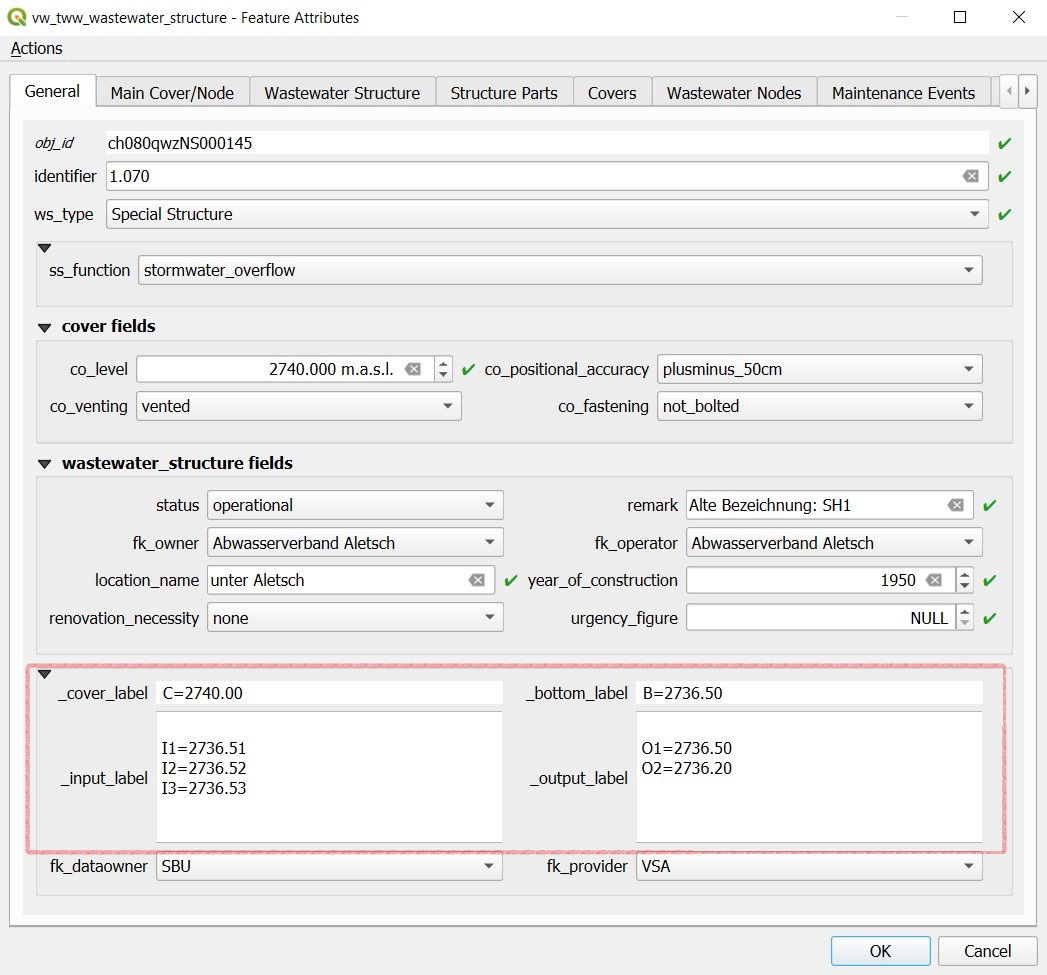 vw_tww_wastewater_structure - Feature Attributes
Actions
General Main Cover/Node Wastewater Structure Structure Parts Covers Wastewater Nodes Maintenance Events
obj_id ch080qwzNS000145
identifier 1.070
ws_type Special Structure
ss_function stormwater_overflow
cover fields
co_level 2740.000 m.a.s.l. co_positional_accuracy plusminus_50cm
co_venting vented co_fastening not_bolted
wastewater_structure fields
status operational remark Alte Bezeichnung: SH1
fk_owner Abwasserverband Aletsch fk_operator Abwasserverband Aletsch
location_name unter Aletsch year_of_construction 1950
renovation_necessity none urgency_figure NULL
_cover_label C=2740.00 _bottom_label B=2736.50
I1=2736.51 O1=2736.50
I2=2736.52 O2=2736.20
_input_label _output_label
I3=2736.53
fk_dataowner SBU fk_provider VSA
OK Cancel